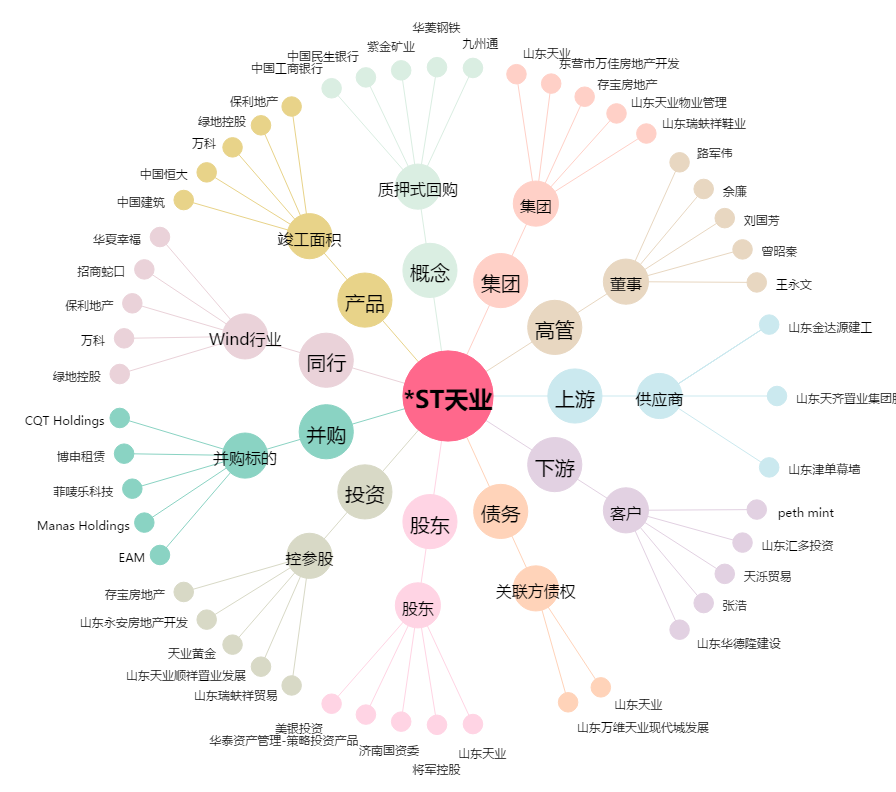 华菱钢铁
九州通
紫金矿业
中国民生银行
中国工商银行
质押式回购
概念
山东天业
东营市万佳房地产开发
存宝房地产
山东天业物业管理
山东瑞蚨祥鞋业
集团
集团
路军伟
佘廉
刘国芳
曾昭秦
王永文
董事
高管
山东金达源建工
山东天齐置业集团股
山东津单幕墙
供应商
上游
peth mint
山东汇多投资
天泺贸易
张浩
山东华德隆建设
客户
下游
债务
关联方债权
山东天业
山东万维天业现代城发展
股东
股东
美银投资
华泰资产管理-策略投资产品
济南国资委
将军控股
山东天业
投资
控参股
存宝房地产
山东永安房地产开发
天业黄金
山东天业顺祥置业发展
山东瑞蚨祥贸易
并购
并购标的
CQT Holdings
博申租赁
菲唛乐科技
Manas Holdings
EAM
同行
Wind行业
华夏幸福
招商蛇口
保利地产
万科
绿地控股
产品
竣工面积
保利地产
绿地控股
万科
中国恒大
中国建筑
*ST天业